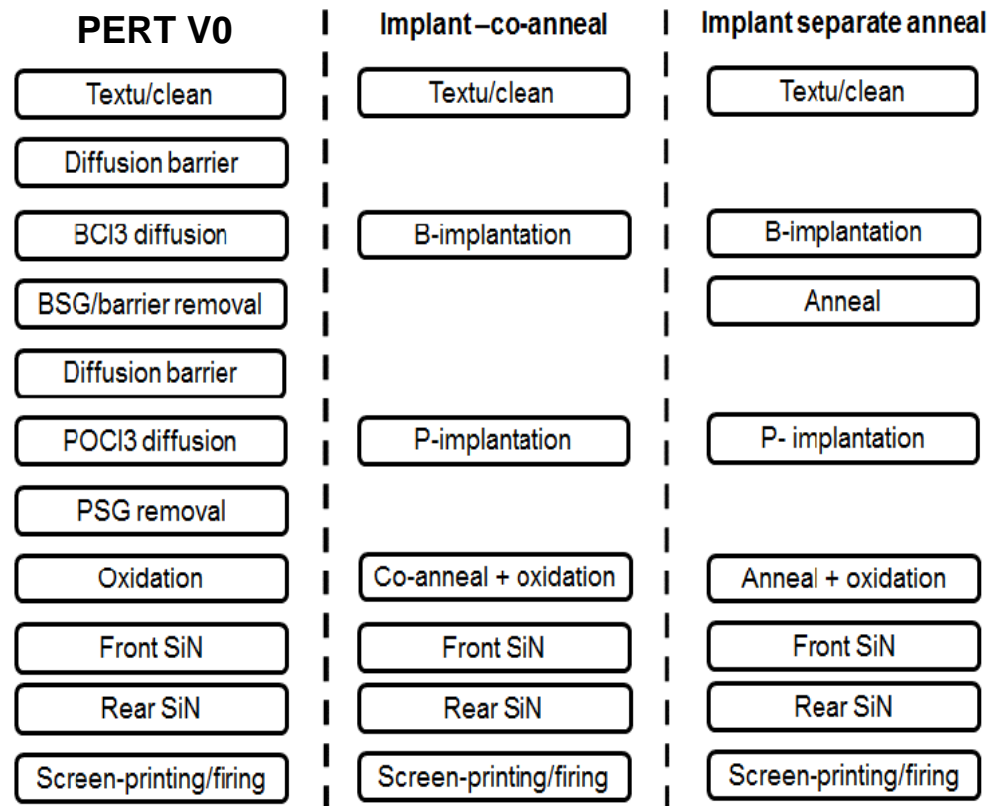 PERT V0
Textu/clean
Diffusion barrier
BCl3 diffusion
BSG/barrier removal
Diffusion barrier
POCl3 diffusion
PSG removal
Oxidation
Front SiN
Rear SiN
Screen-printing/firing
Implant –co-anneal
Textu/clean
B-implantation
P-implantation
Co-anneal + oxidation
Front SiN
Rear SiN
Screen-printing/firing
Implant separate anneal
Textu/clean
B-implantation
Anneal
P- implantation
Anneal + oxidation
Front SiN
Rear SiN
Screen-printing/firing